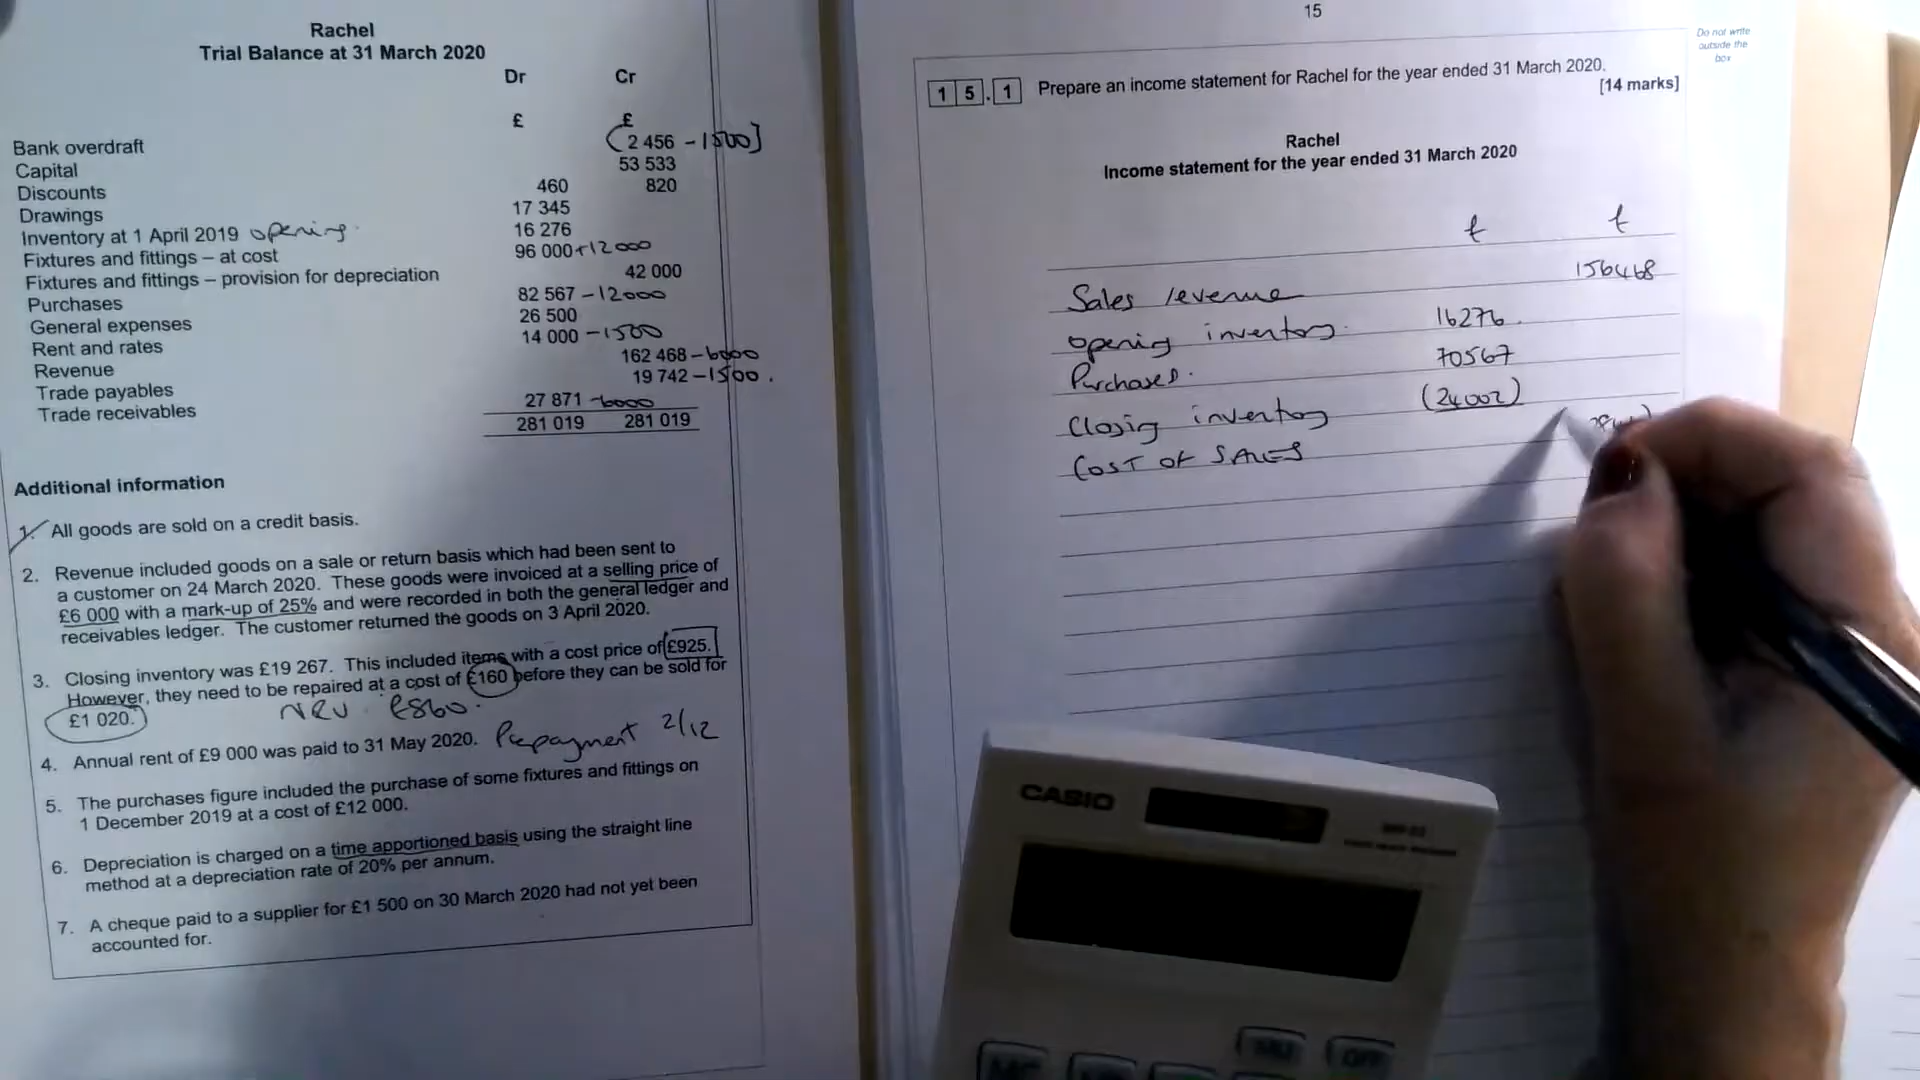 Rachel
Trial Balance at 31 March 2020
Dr Cr
£ £
Bank overdraft (2 456 -1500]
Capital 53 533
Discounts 460 820
Drawings 17 345
Inventory at 1 April 2019 opening. 16 276
Fixtures and fittings – at cost 96 000+12000
Fixtures and fittings – provision for depreciation 42 000
Purchases 82 567 -12000
General expenses 26 500
Rent and rates 14 000 -1500
Revenue 162 468 -6000
Trade payables 19 742 -1500.
Trade receivables 27 871 -6000
281 019 281 019
Additional information
1. All goods are sold on a credit basis.
2. Revenue included goods on a sale or return basis which had been sent to
a customer on 24 March 2020. These goods were invoiced at a selling price of
£6 000 with a mark-up of 25% and were recorded in both the general ledger and
receivables ledger. The customer returned the goods on 3 April 2020.
3. Closing inventory was £19 267. This included items with a cost price of £925.
However, they need to be repaired at a cost of £160 before they can be sold for
£1 020. NRV £860.
4. Annual rent of £9 000 was paid to 31 May 2020. Prepayment 2/12
5. The purchases figure included the purchase of some fixtures and fittings on
1 December 2019 at a cost of £12 000.
6. Depreciation is charged on a time apportioned basis using the straight line
method at a depreciation rate of 20% per annum.
7. A cheque paid to a supplier for £1 500 on 30 March 2020 had not yet been
accounted for.
15
Do not write
outside the
box
1 5 . 1 Prepare an income statement for Rachel for the year ended 31 March 2020.
[14 marks]
Rachel
Income statement for the year ended 31 March 2020
£ £
Sales revenue 156468
Opening inventory. 16276.
Purchases. 70567
Closing inventory (24002)
COST OF SALES
CASIO
OFF